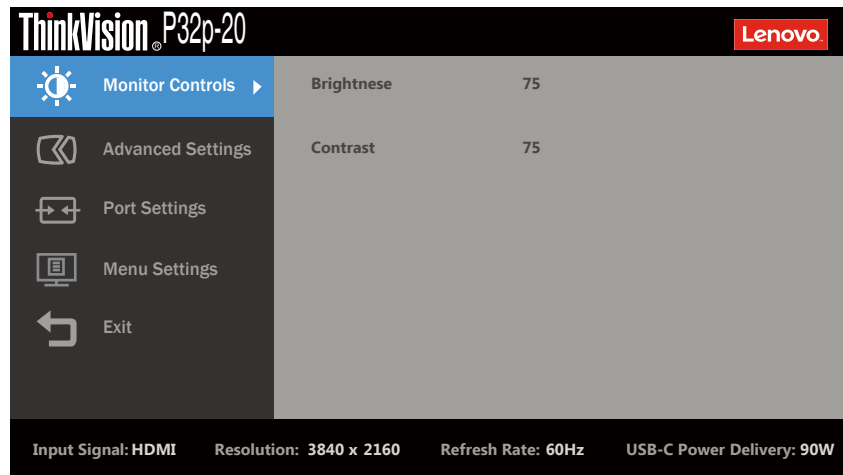 ThinkVision® P32p-20
Lenovo.
Monitor Controls
Brightnese 75
Advanced Settings
Contrast 75
Port Settings
Menu Settings
Exit
Input Signal: HDMI Resolution: 3840 x 2160 Refresh Rate: 60Hz USB-C Power Delivery: 90W